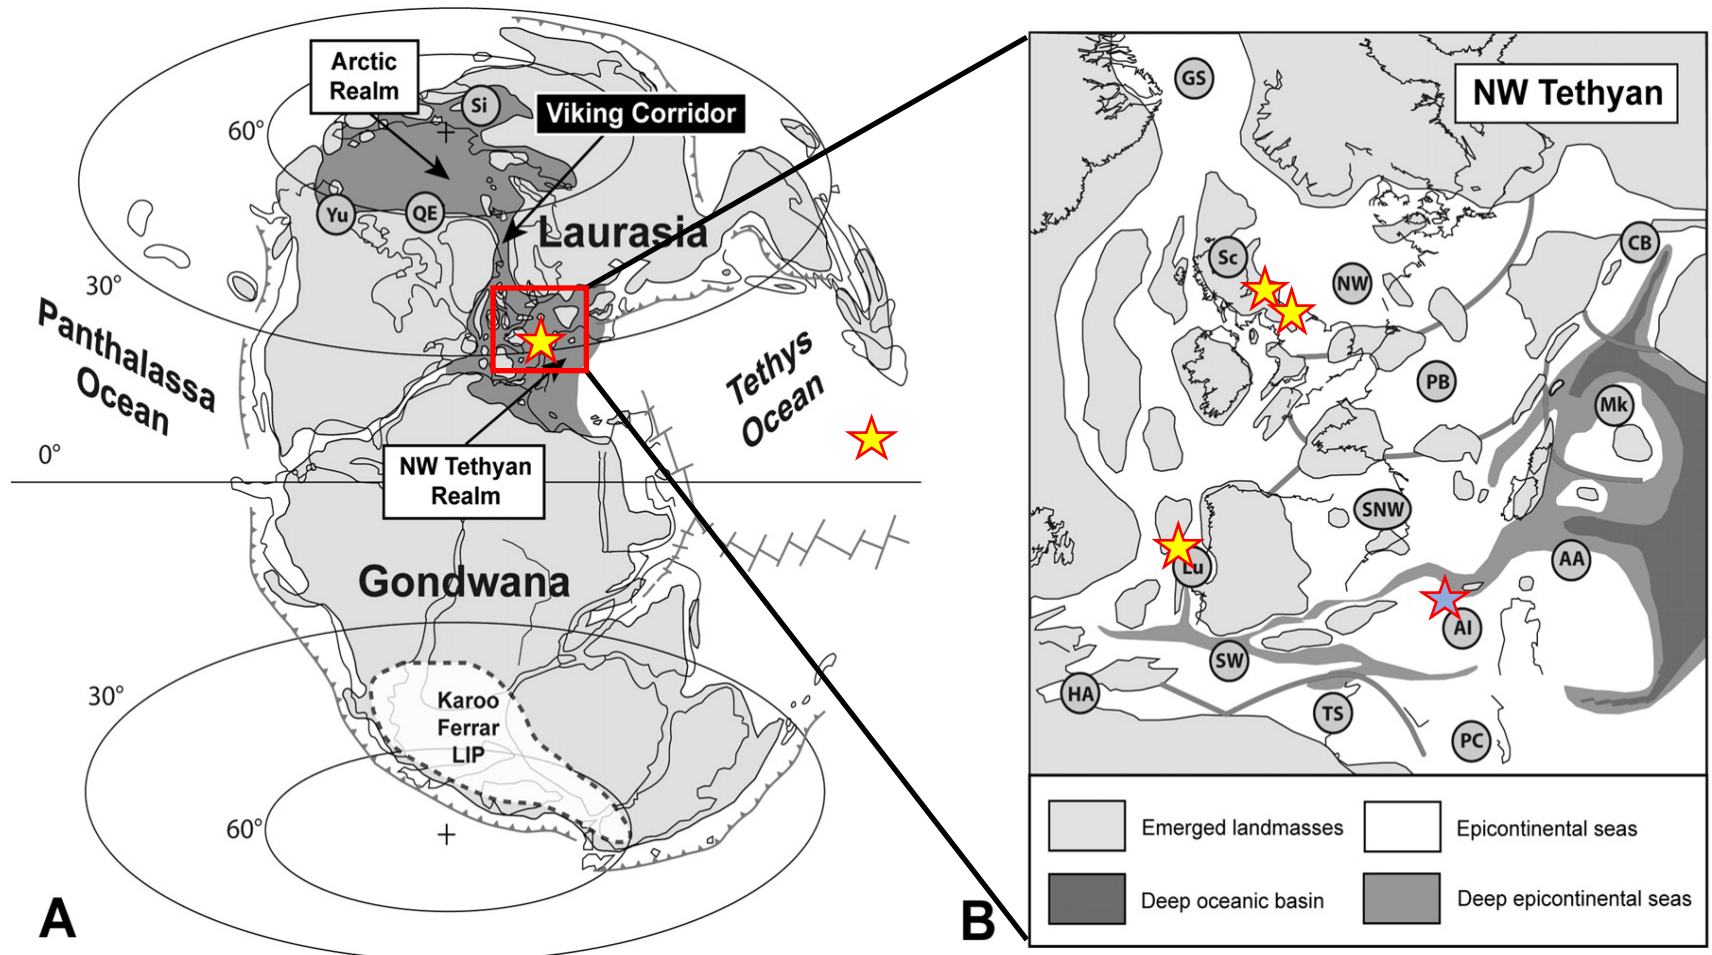 Arctic
Realm
Si
Viking Corridor
60°
Yu
QE
Laurasia
30°
Panthalassa
Ocean
Tethys
Ocean
0°
NW Tethyan
Realm
Gondwana
30°
Karoo
Ferrar
LIP
60°
A
GS
NW Tethyan
CB
Sc
NW
PB
Mk
SNW
Lu
AA
AI
SW
HA
TS
PC
Emerged landmasses
Epicontinental seas
Deep oceanic basin
Deep epicontinental seas
B